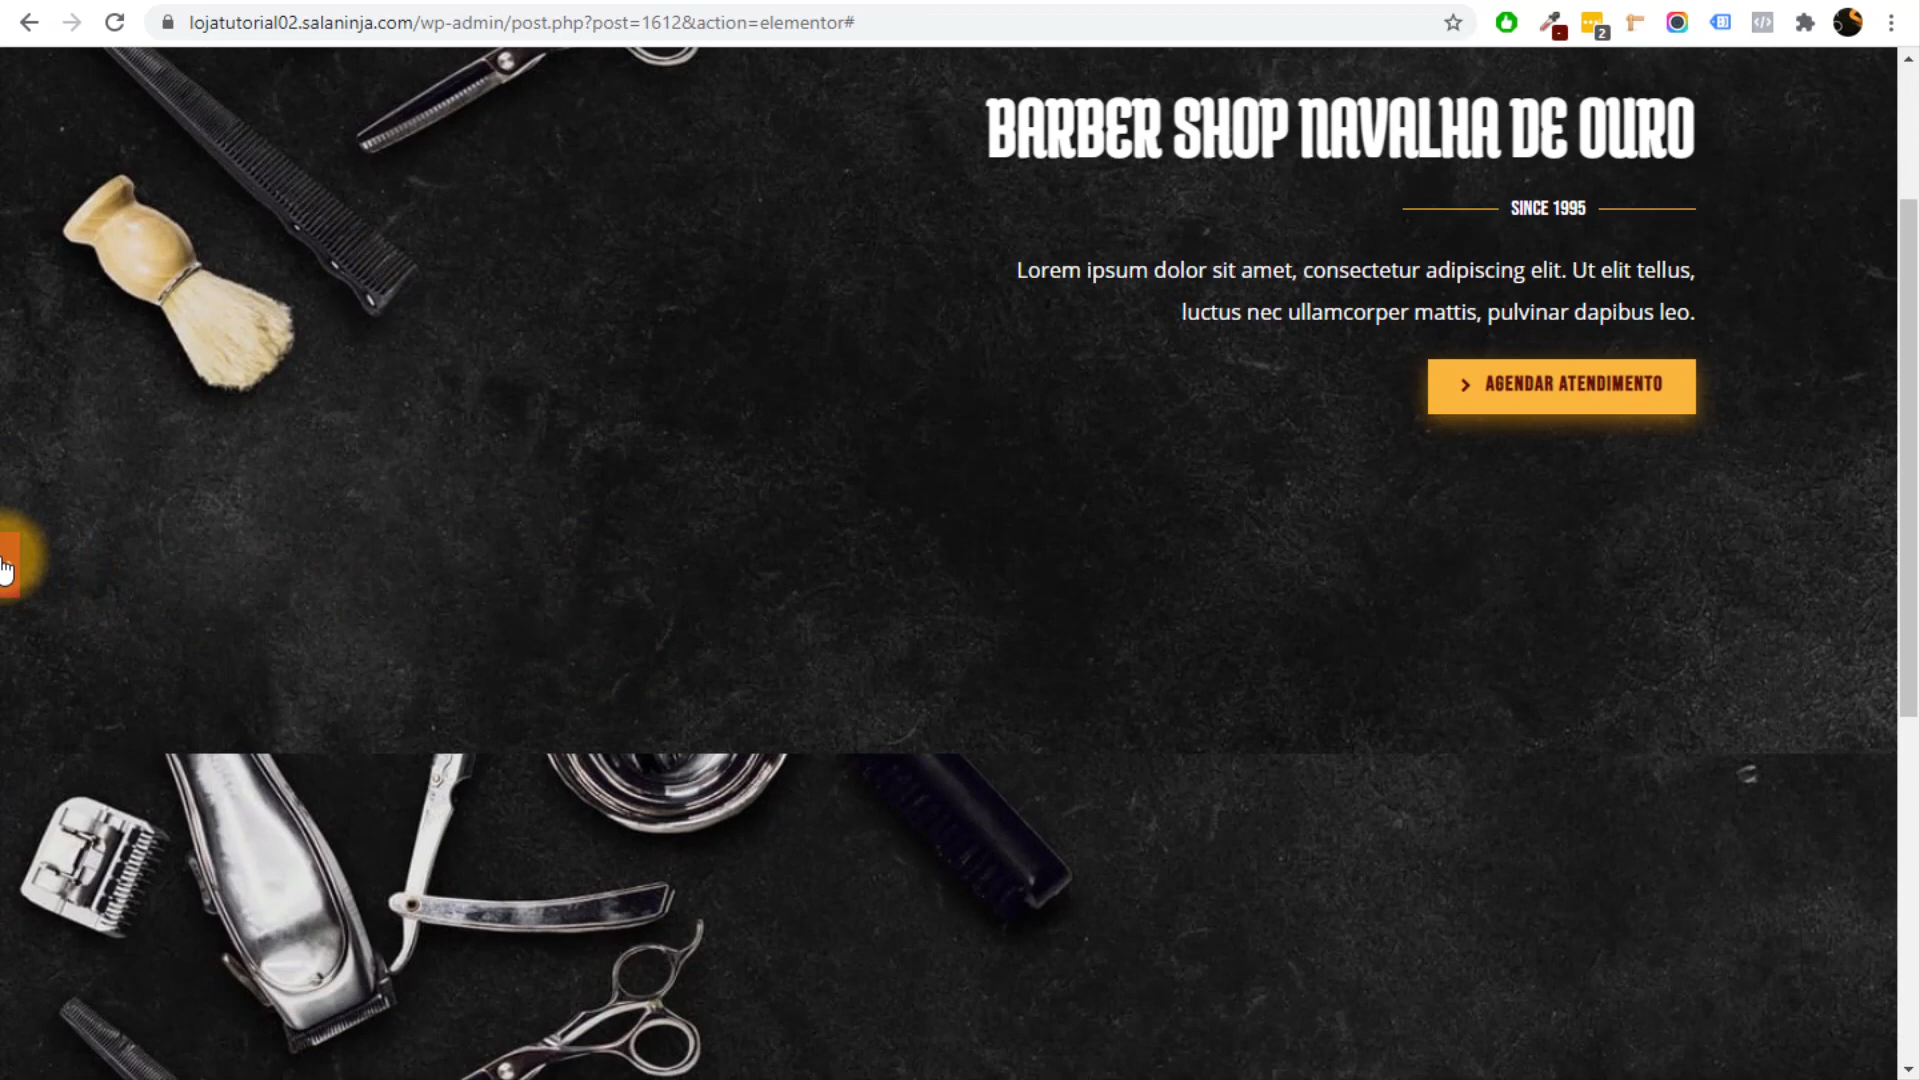 lojatutorial02.salaninja.com/wp-admin/post.php?post=1612&action=elementor#
2
BARBER SHOP NAVALHA DE OURO
SINCE 1995
Lorem ipsum dolor sit amet, consectetur adipiscing elit. Ut elit tellus,
luctus nec ullamcorper mattis, pulvinar dapibus leo.
AGENDAR ATENDIMENTO